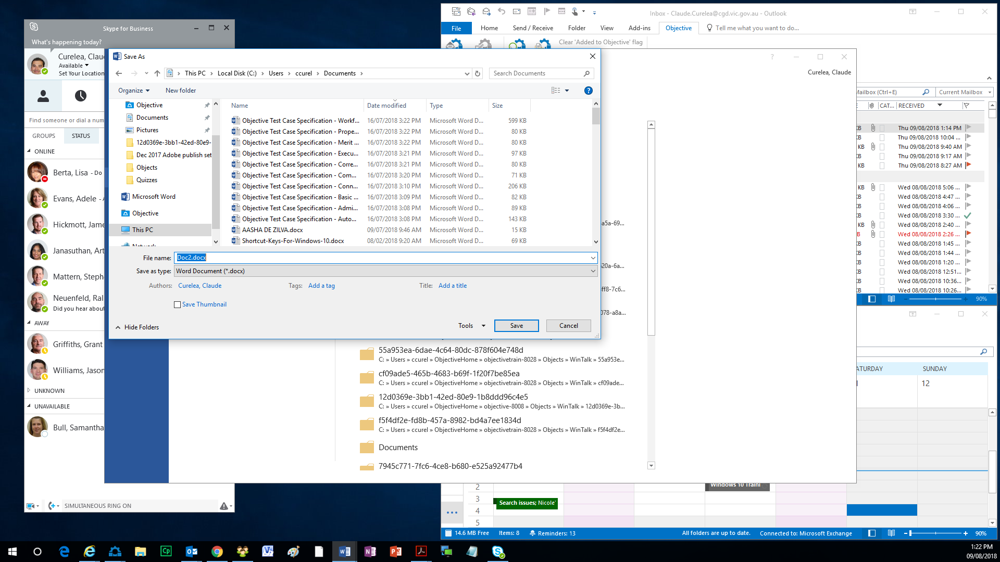 Skype for Business
What's happening today?
Curelea, Clau
Available
Set Your Location
Find someone or dial a num
GROUPS
STATUS
ONLINE
Berta, Lisa - Do
Evans, Adele - A
Hickmott, Jame
Janasuthan, Art
Mattern, Steph
Neuenfeld, Ral
Did you hear about
AWAY
Griffiths, Grant
Williams, Jason
UNKNOWN
UNAVAILABLE
Bull, Samantha
SIMULTANEOUS RING ON
Save As
This PC > Local Disk (C:) > Users > ccurel > Documents >
Search Documents
Organize
New folder
Objective
Documents
Pictures
12d0369e-3bb1-42ed-80e9-
Dec 2017 Adobe publish set
Objects
Quizzes
Microsoft Word
Objective
This PC
Network
Name Date modified Type Size
Objective Test Case Specification - Workf... 16/07/2018 3:22 PM Microsoft Word D... 599 KB
Objective Test Case Specification - Prope... 16/07/2018 3:22 PM Microsoft Word D... 80 KB
Objective Test Case Specification - Merit ... 16/07/2018 3:22 PM Microsoft Word D... 80 KB
Objective Test Case Specification - Execu... 16/07/2018 3:21 PM Microsoft Word D... 97 KB
Objective Test Case Specification - Corre... 16/07/2018 3:21 PM Microsoft Word D... 80 KB
Objective Test Case Specification - Com... 16/07/2018 3:20 PM Microsoft Word D... 71 KB
Objective Test Case Specification - Conn... 16/07/2018 3:10 PM Microsoft Word D... 206 KB
Objective Test Case Specification - Basic ... 16/07/2018 3:09 PM Microsoft Word D... 82 KB
Objective Test Case Specification - Admi... 16/07/2018 3:08 PM Microsoft Word D... 89 KB
Objective Test Case Specification - Auto... 16/07/2018 3:08 PM Microsoft Word D... 143 KB
AASHA DE ZILVA.docx 09/07/2018 9:46 AM Microsoft Word D... 15 KB
Shortcut-Keys-For-Windows-10.docx 08/02/2018 9:20 AM Microsoft Word D... 69 KB
File name: Doc2.docx
Save as type: Word Document (*.docx)
Authors: Curelea, Claude Tags: Add a tag Title: Add a title
Save Thumbnail
Hide Folders
Tools
Save
Cancel
Curelea, Claude
a5a-69...
20a-6a...
ff8-7c6...
078-a8a...
55a953ea-6dae-4c64-80dc-878f604e748d
C: » Users » ccurel » ObjectiveHome » objectivetrain-8028 » Objects » WinTalk » 55a953e...
cf09ade5-465b-4683-b69f-1f20f7be85ea
C: » Users » ccurel » ObjectiveHome » objectivetrain-8028 » Objects » WinTalk » cf09ade...
12d0369e-3bb1-42ed-80e9-1b8ddd96c4e5
C: » Users » ccurel » ObjectiveHome » objective-8008 » Objects » WinTalk » 12d0369e-3b...
f5f4df2e-fd8b-457a-8982-bd4a7ee1834d
C: » Users » ccurel » ObjectiveHome » objectivetrain-8028 » Objects » WinTalk » f5f4df2e...
Documents
7945c771-7fc6-4ce8-b680-e525a92477b4
Inbox - Claude.Curelea@cgd.vic.gov.au - Outlook
File Home Send / Receive Folder View Add-ins Objective Tell me what you want to do...
Clear 'Added to Objective' flag
Mailbox (Ctrl+E)
Current Mailbox
E CAT... RECEIVED
KB Thu 09/08/2018 1:14 PM
KB Thu 09/08/2018 10:04 ...
KB Thu 09/08/2018 9:40 AM
KB Thu 09/08/2018 9:17 AM
KB Thu 09/08/2018 8:27 AM
KB Wed 08/08/2018 5:06 ...
KB Wed 08/08/2018 4:47 ...
KB Wed 08/08/2018 4:06 ...
KB Wed 08/08/2018 3:30 ...
KB Wed 08/08/2018 2:40 ...
B Wed 08/08/2018 2:26 ...
KB Wed 08/08/2018 1:45 ...
KB Wed 08/08/2018 1:44 ...
KB Wed 08/08/2018 1:20 ...
KB Wed 08/08/2018 12:51...
KB Wed 08/08/2018 10:36...
KB Wed 08/08/2018 10:26...
90%
ATURDAY
SUNDAY
12
2
Windows 10 Traini
3
Search issues; Nicole'
4
5
14.6 MB Free Items: 8 Reminders: 13
All folders are up to date. Connected to: Microsoft Exchange
90%
1:22 PM
09/08/2018